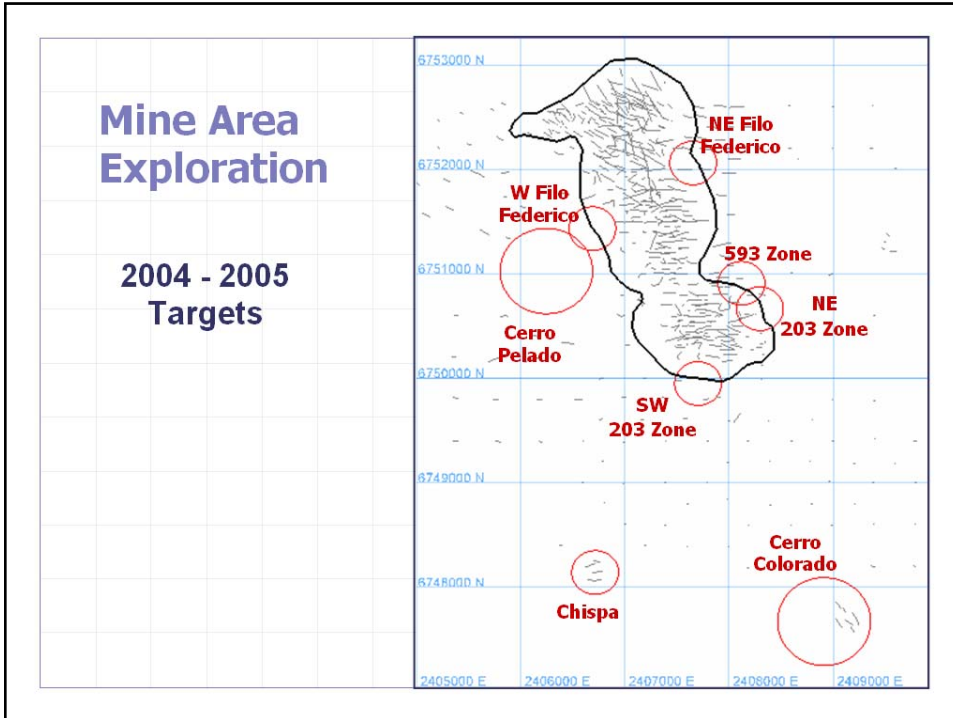 Mine Area
Exploration
2004 - 2005
Targets
6753000 N
NE Filo
Federico
6752000 N
W Filo
Federico
593 Zone
6751000 N
NE
203 Zone
Cerro
Pelado
6750000 N
SW
203 Zone
6749000 N
Cerro
Colorado
6748000 N
Chispa
2405000 E
2406000 E
2407000 E
2408000 E
2409000 E